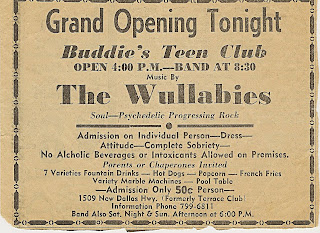 Grand Opening Tonight
Buddie's Teen Club
OPEN 4:00 P.M.—BAND AT 8:30
Music By
The Wullabies
Soul—Psychedelic Progressing Rock
Admission on Individual Person—Dress—
Attitude—Complete Sobriety—
No Alcholic Beverages or Intoxicants Allowed on Premises.
Parents or Chaperones Invited
7 Varieties Fountain Drinks — Hot Dogs — Popcorn — French Fries
Variety Marble Machines — Pool Table
—Admission Only 50c Person—
1509 New Dallas Hwy. (Formerly Terrace Club)
Information Phone 799-6811
Band Also Sat, Night & Sun. Afternoon at 6:00 P.M.